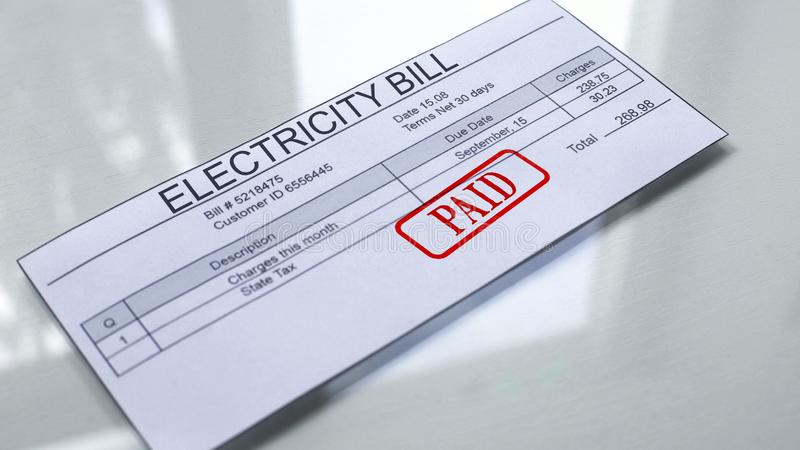 ELECTRICITY BILL
Bill # 5218475
Customer ID 6556445
Date 15.08
Terms Net 30 days
Q Description Due Date Charges
1 Charges this month September, 15 238.75
State Tax 30.23
Total 268.98
PAID
dreamstime